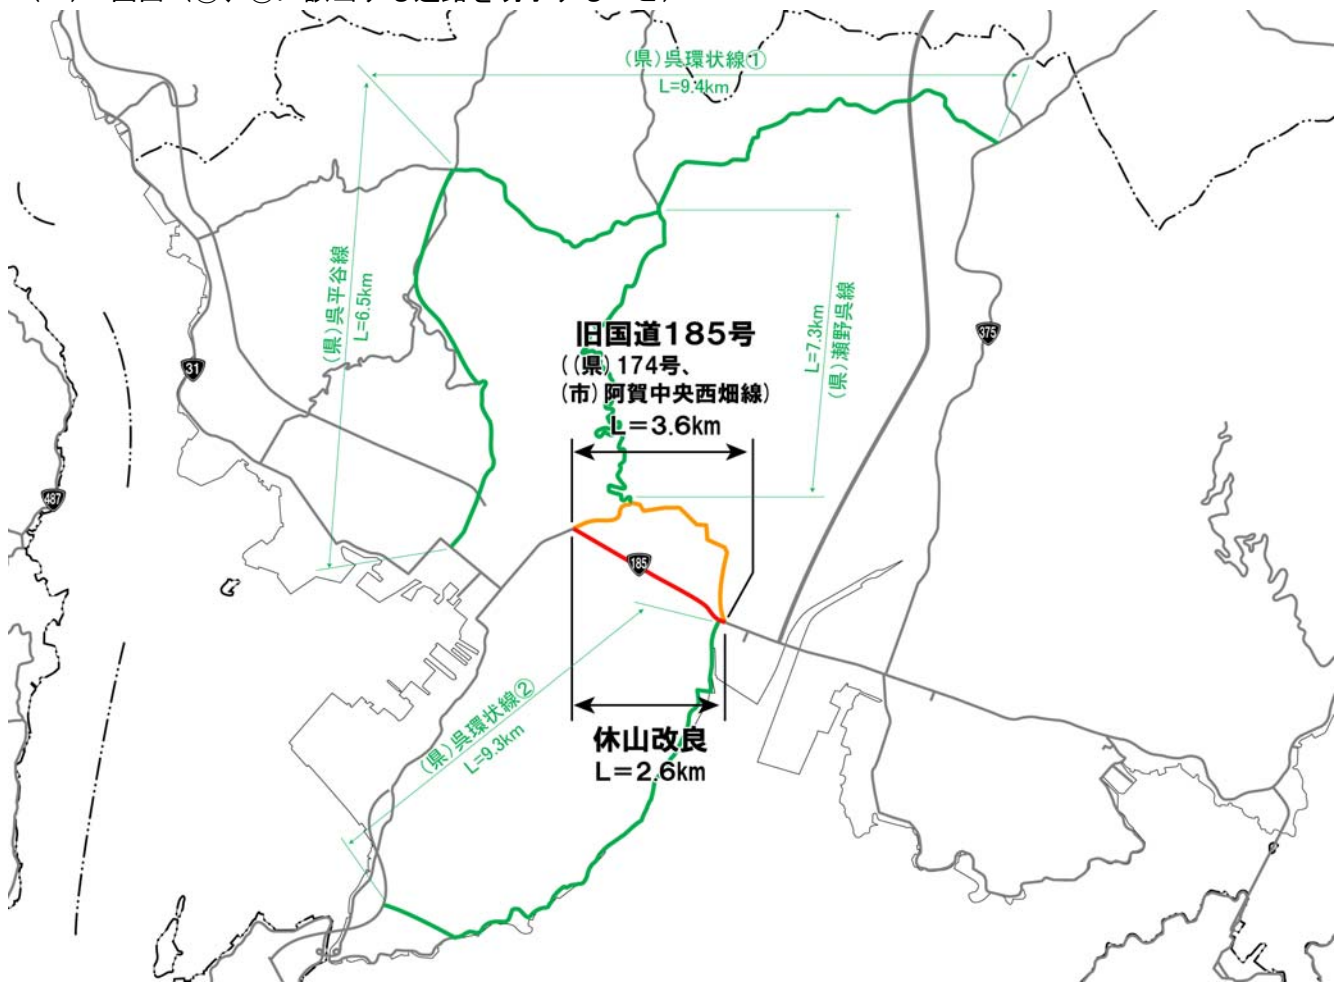 (県)呉環状線①
L=9.4km
(県)呉平谷線
L=6.5km
31
旧国道185号
((県)174号、
(市)阿賀中央西畑線)
L=3.6km
L=7.3km
(県)瀬野呉線
375
487
185
(県)呉環状線②
L=9.3km
休山改良
L=2.6km